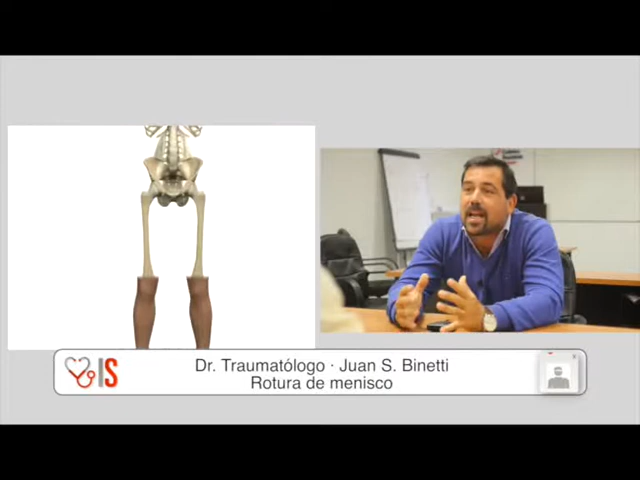 IS
Dr. Traumatólogo · Juan S. Binetti
Rotura de menisco